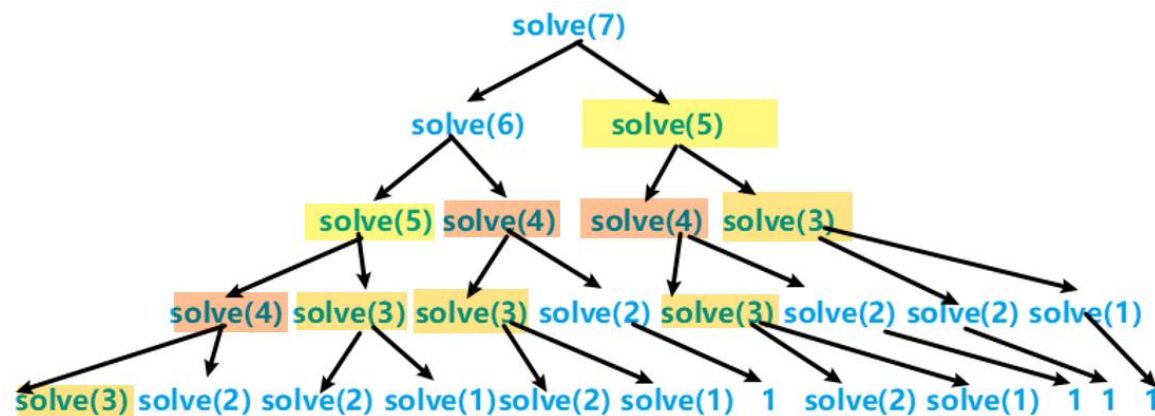 solve(7)
solve(6) solve(5)
solve(5) solve(4) solve(4) solve(3)
solve(4) solve(3) solve(3) solve(2) solve(3) solve(2) solve(2) solve(1)
solve(3) solve(2) solve(2) solve(1) solve(2) solve(1) 1 solve(2) solve(1) 1 1 1